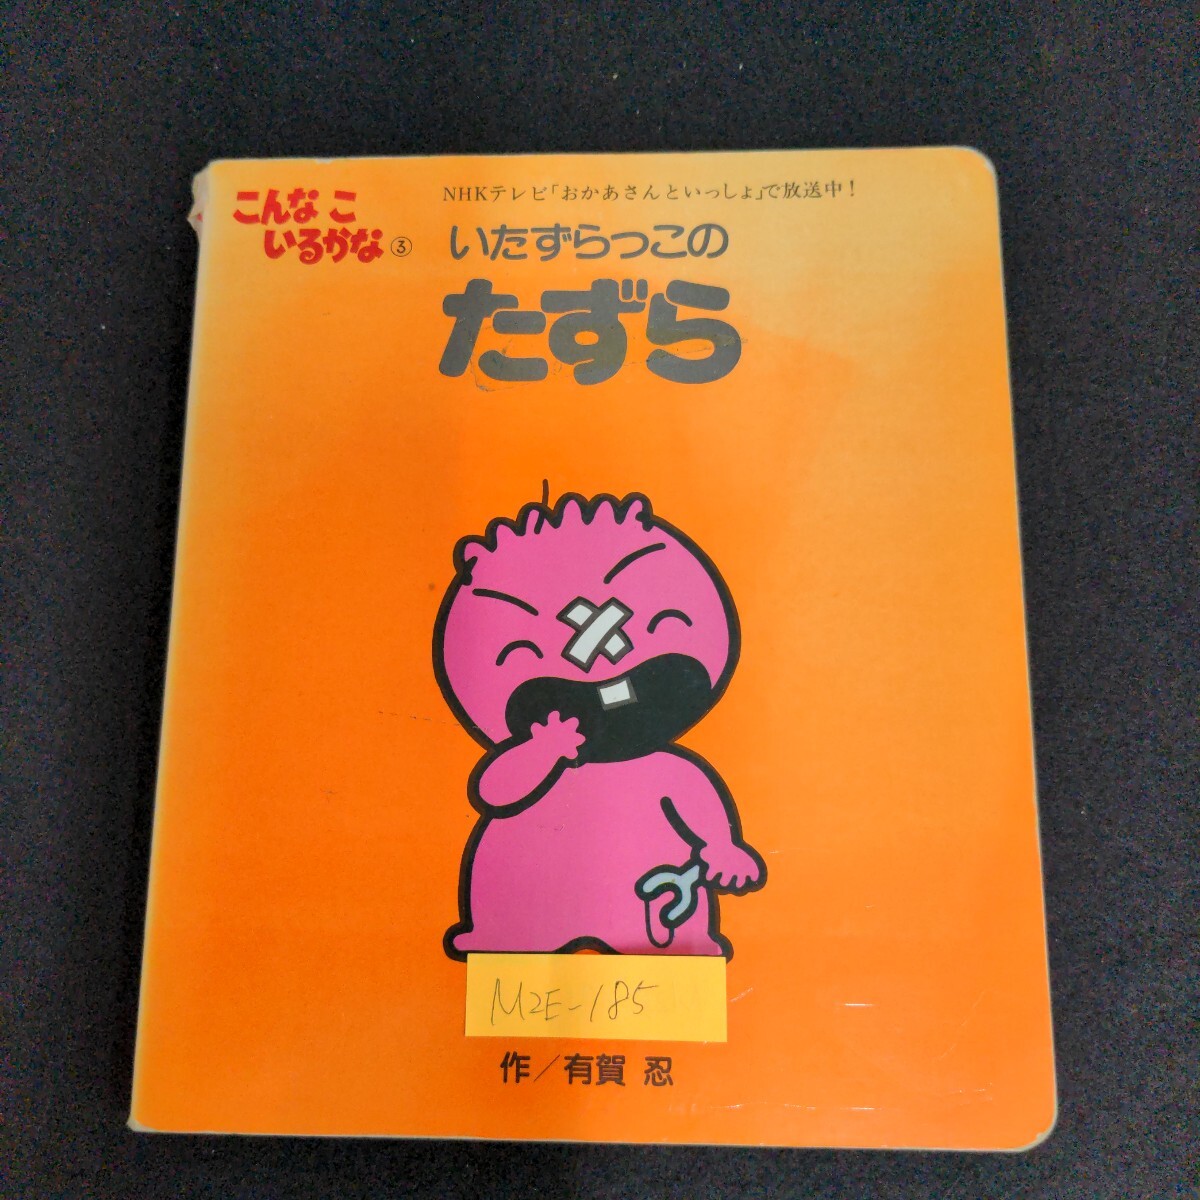 こんな こ
いるかな③
NHKテレビ「おかあさんといっしょ」で放送中!
いたずらっこの
たずら
M2E-185
作/有賀 忍